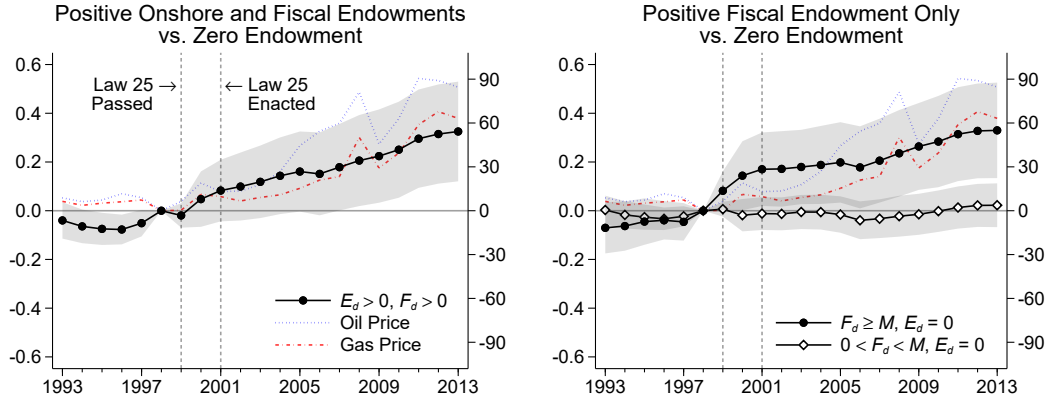 Positive Onshore and Fiscal Endowments
vs. Zero Endowment
0.6
0.4
0.2
0.0
-0.2
-0.4
-0.6
90
60
30
0
-30
-60
-90
Law 25 →
Passed
← Law 25
Enacted
E_d > 0, F_d > 0
Oil Price
Gas Price
1993 1997 2001 2005 2009 2013
Positive Fiscal Endowment Only
vs. Zero Endowment
0.6
0.4
0.2
0.0
-0.2
-0.4
-0.6
90
60
30
0
-30
-60
-90
F_d ≥ M, E_d = 0
0 < F_d < M, E_d = 0
1993 1997 2001 2005 2009 2013